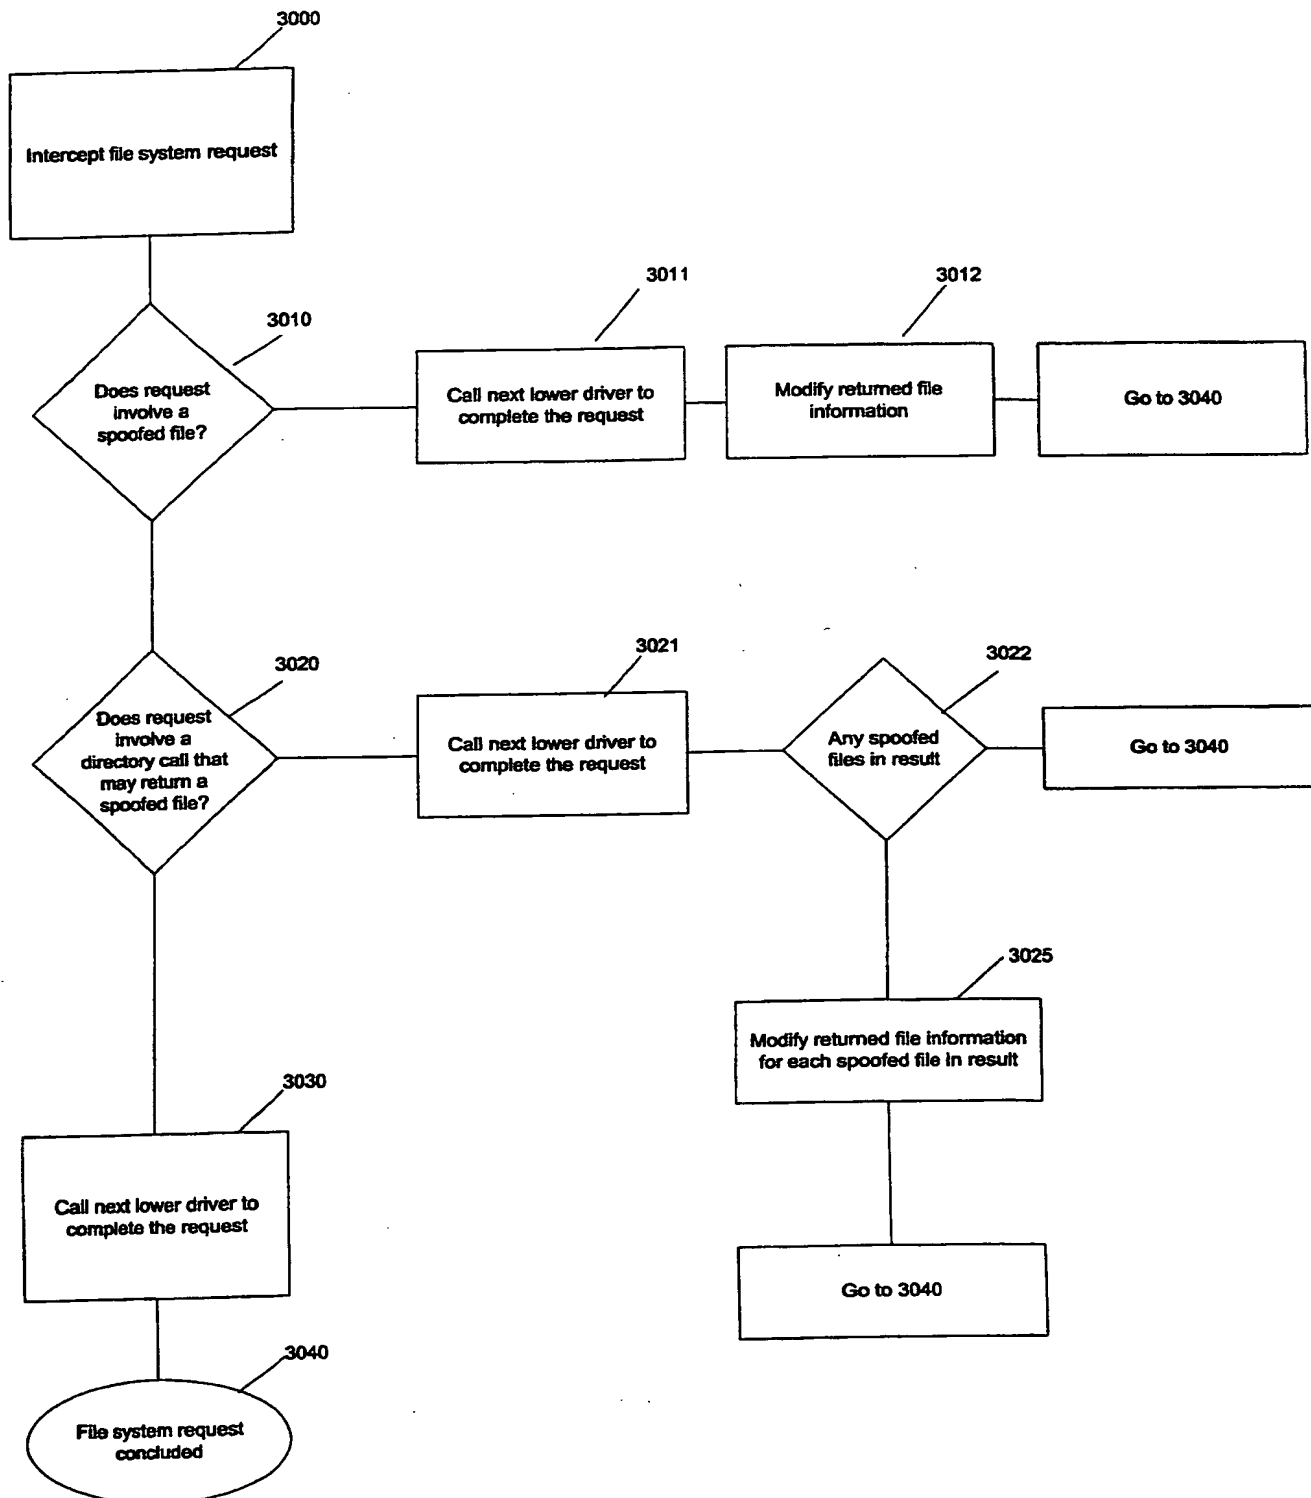 3000
Intercept file system request
3010
Does request
involve a
spoofed file?
3011
Call next lower driver to
complete the request
3012
Modify returned file
information
Go to 3040
3020
Does request
involve a
directory call that
may return a
spoofed file?
3021
Call next lower driver to
complete the request
3022
Any spoofed
files in result
Go to 3040
3025
Modify returned file information
for each spoofed file in result
Go to 3040
3030
Call next lower driver to
complete the request
3040
File system request
concluded